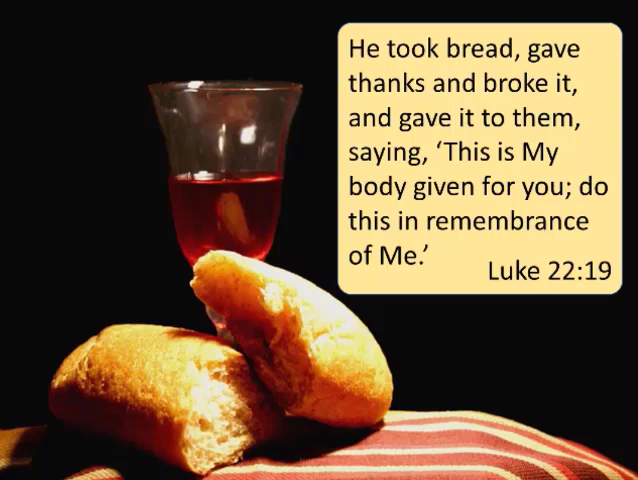 He took bread, gave
thanks and broke it,
and gave it to them,
saying, ‘This is My
body given for you; do
this in remembrance
of Me.’
Luke 22:19